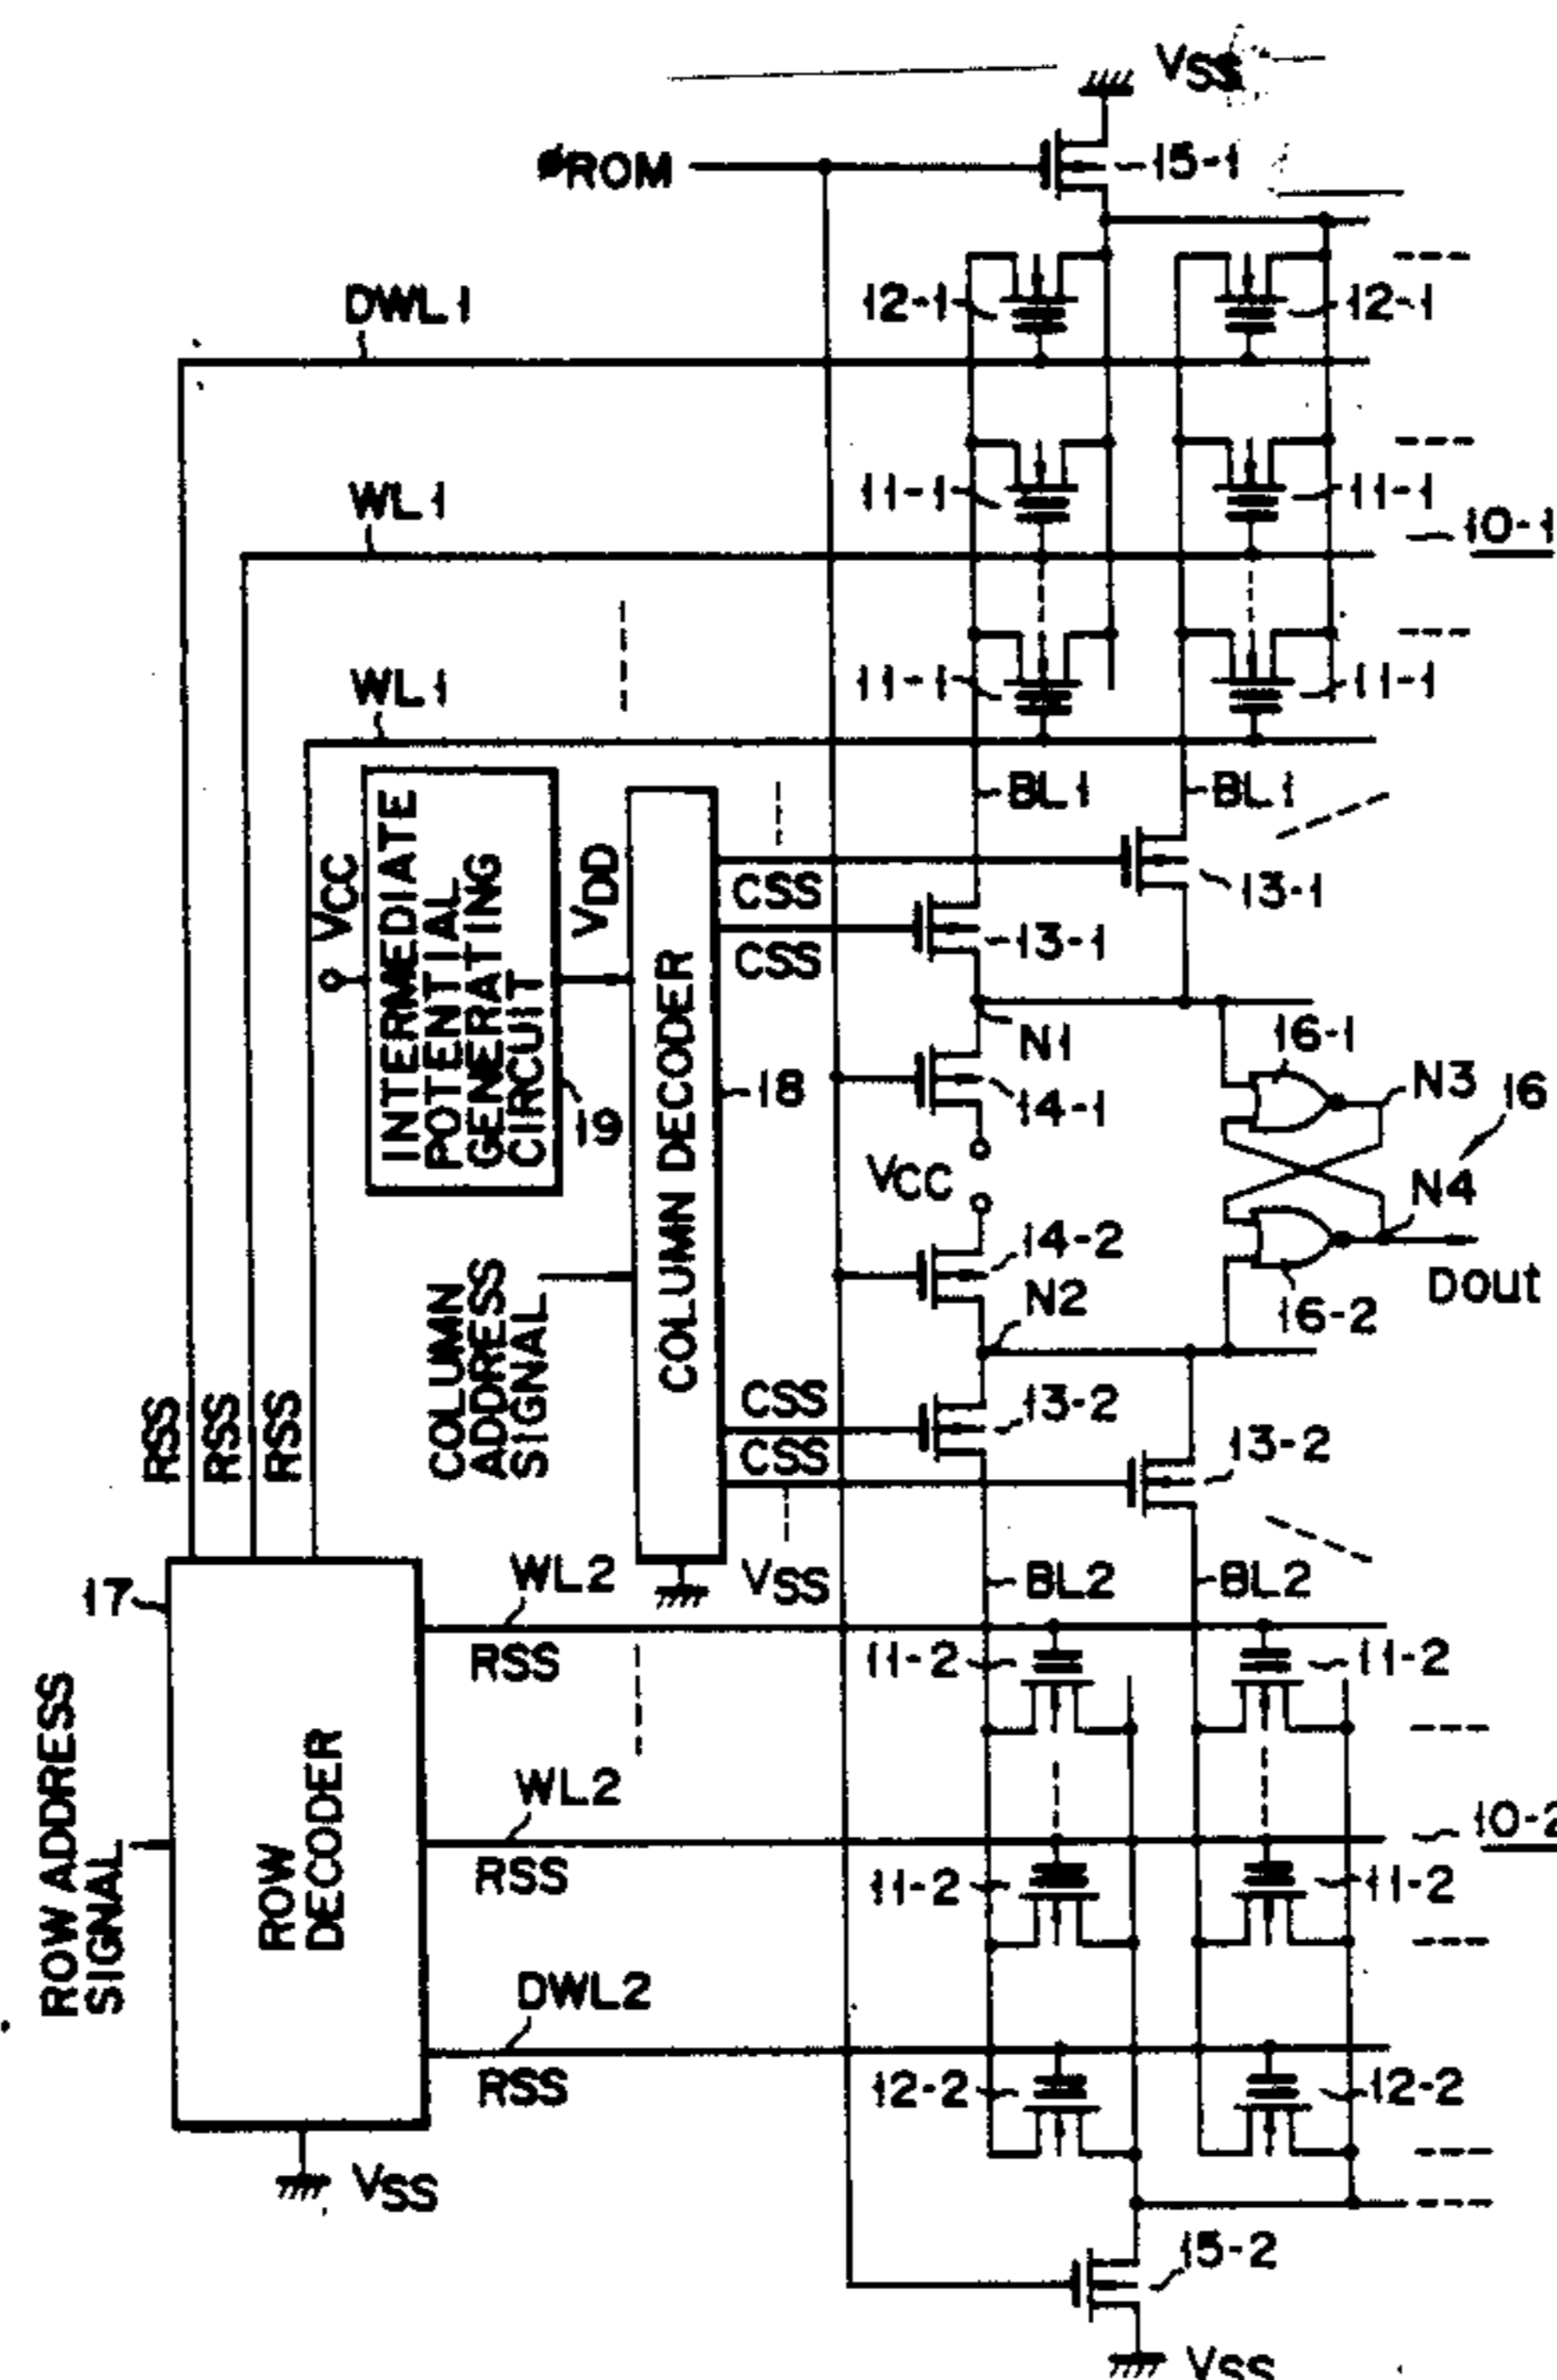 VSS
øROM
15-1
DWL1
12-1
12-1
WL1
11-1
11-1
10-1
WL1
11-1
11-1
BL1
BL1
VCC
INTERMEDIATE
POTENTIAL
GENERATING
CIRCUIT
19
VDD
COLUMN DECODER
18
CSS
13-1
CSS
13-1
N1
14-1
16-1
N3
16
VCC
N4
14-2
N2
16-2
Dout
COLUMN
ADDRESS
SIGNAL
RSS
RSS
RSS
CSS
13-2
CSS
13-2
VSS
17
WL2
RSS
BL2
BL2
11-2
11-2
ROW ADDRESS
SIGNAL
ROW
DECODER
WL2
RSS
10-2
11-2
11-2
DWL2
RSS
12-2
12-2
VSS
15-2
VSS